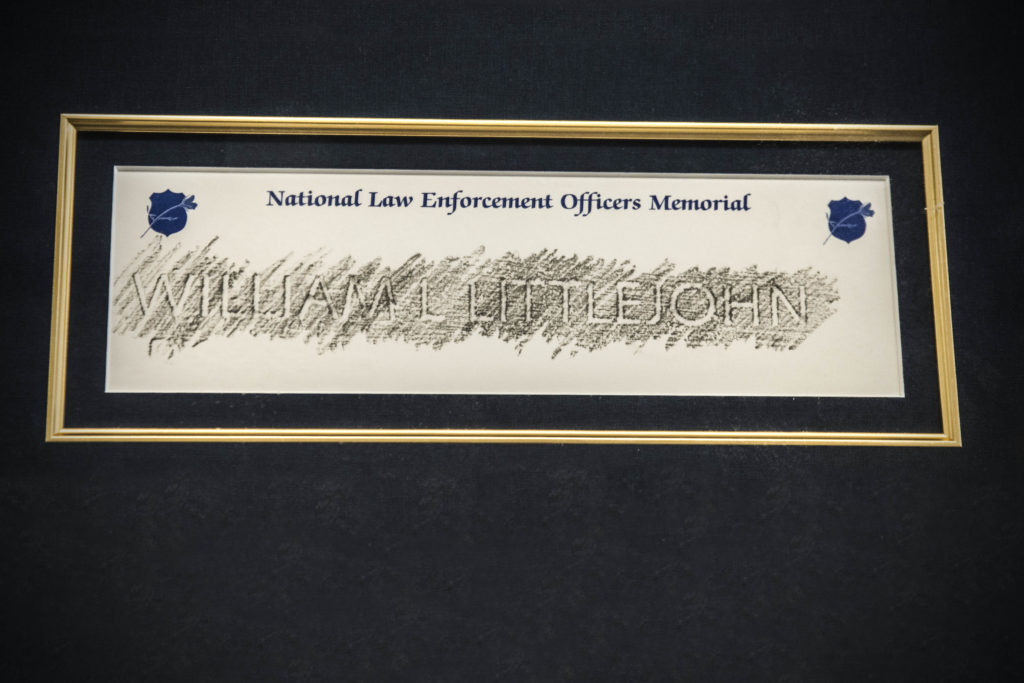 National Law Enforcement Officers Memorial
WILLIAM L LITTLEJOHN